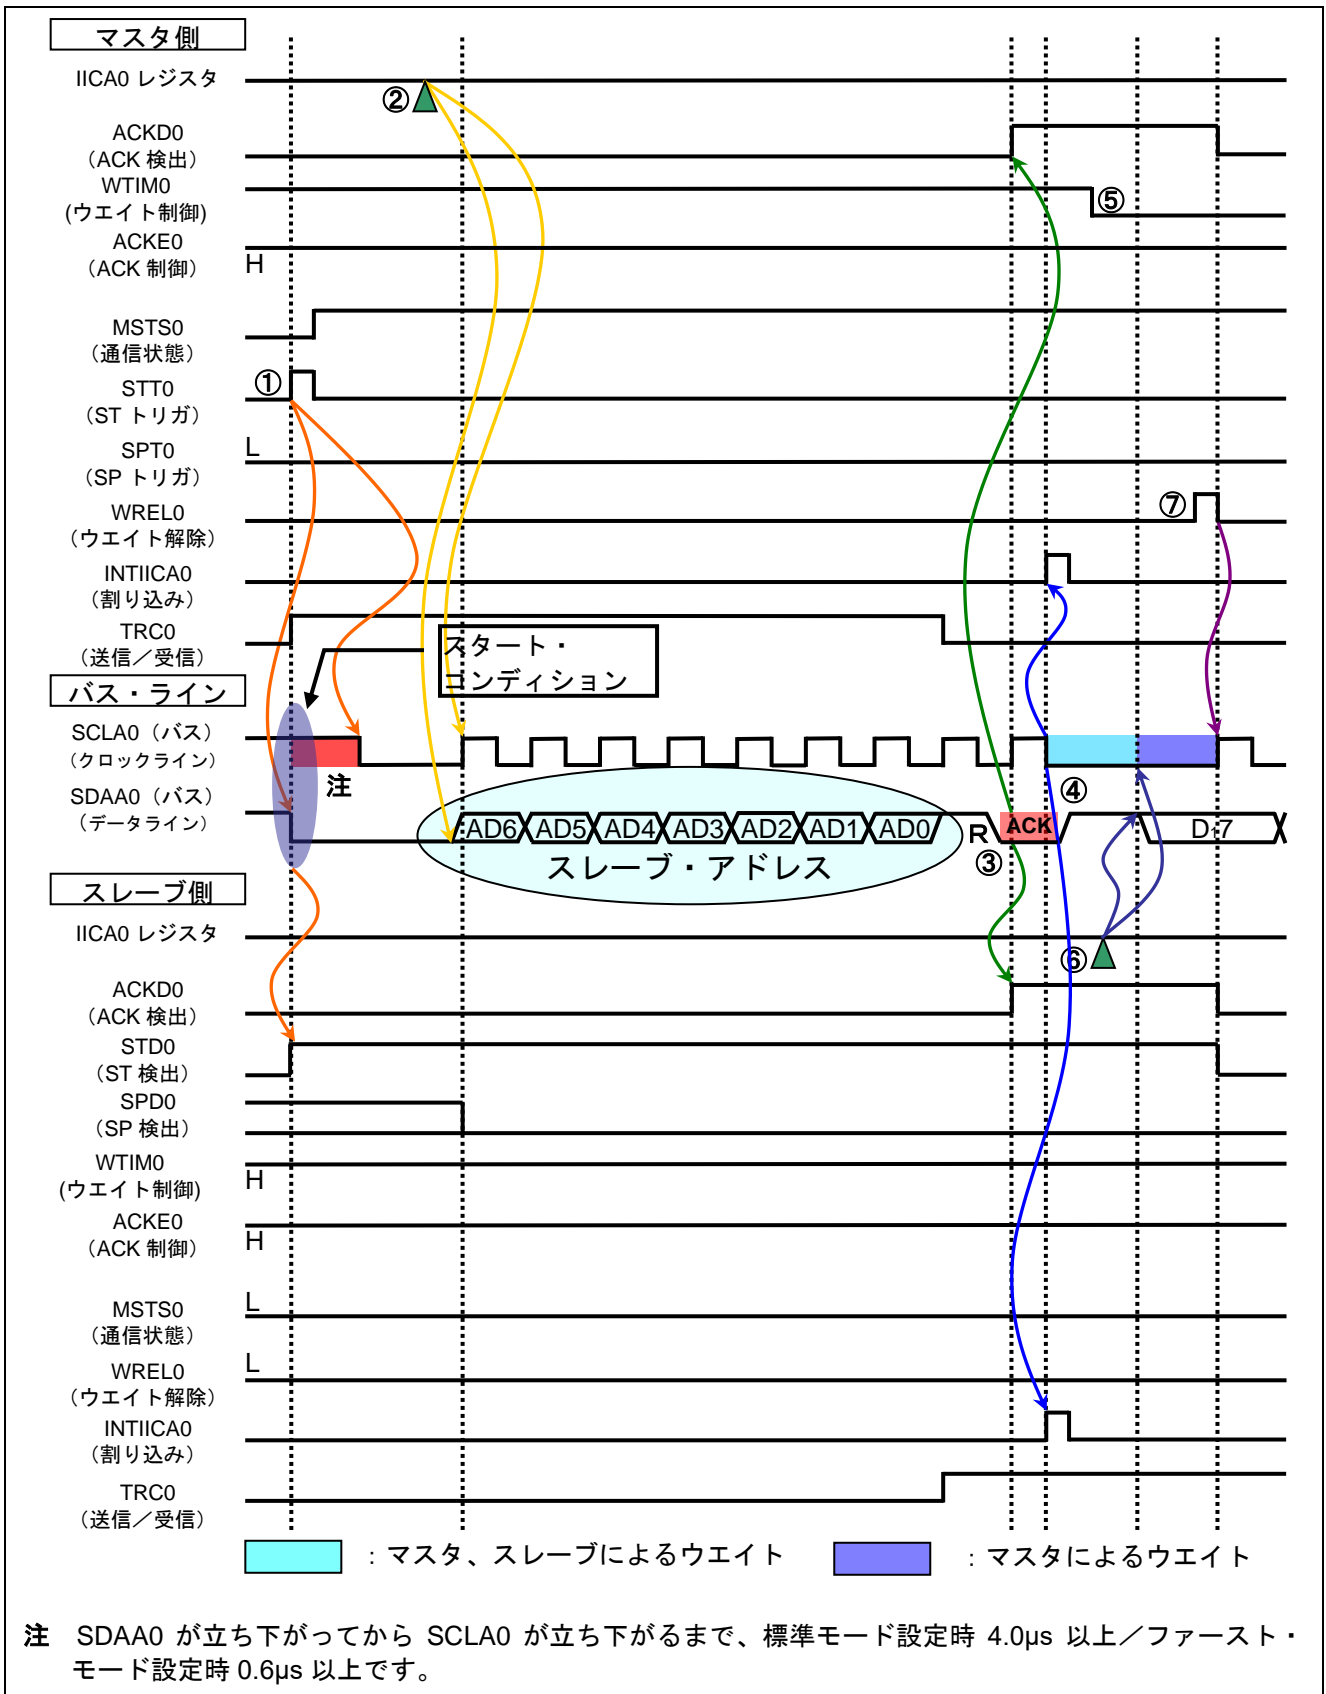 マスタ側
IICA0 レジスタ
②
ACKD0
（ACK 検出）
WTIM0
(ウエイト制御)
⑤
ACKE0
（ACK 制御）
H
MSTS0
（通信状態）
①
STT0
（ST トリガ）
SPT0
（SP トリガ）
L
WREL0
（ウエイト解除）
⑦
INTIICA0
（割り込み）
TRC0
（送信／受信）
スタート・
コンディション
バス・ライン
SCLA0（バス）
（クロックライン）
注
④
SDAA0（バス）
（データライン）
AD6 AD5 AD4 AD3 AD2 AD1 AD0 R ACK D17
③
スレーブ・アドレス
スレーブ側
IICA0 レジスタ
⑥
ACKD0
（ACK 検出）
STD0
（ST 検出）
SPD0
（SP 検出）
WTIM0
(ウエイト制御)
H
ACKE0
（ACK 制御）
H
MSTS0
（通信状態）
L
WREL0
（ウエイト解除）
L
INTIICA0
（割り込み）
TRC0
（送信／受信）
：マスタ、スレーブによるウエイト
：マスタによるウエイト
注 SDAA0 が立ち下がってから SCLA0 が立ち下がるまで、標準モード設定時 4.0μs 以上／ファースト・
モード設定時 0.6μs 以上です。